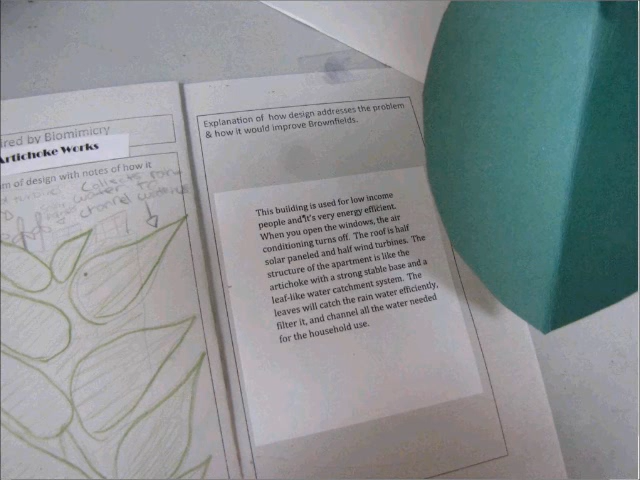 ired by Biomimicry
Artichoke Works
m of design with notes of how it
Explanation of how design addresses the problem
& how it would improve Brownfields.
This building is used for low income
people and it's very energy efficient.
When you open the windows, the air
conditioning turns off. The roof is half
solar paneled and half wind turbines. The
structure of the apartment is like the
artichoke with a strong stable base and a
leaf-like water catchment system. The
leaves will catch the rain water efficiently,
filter it, and channel all the water needed
for the household use.